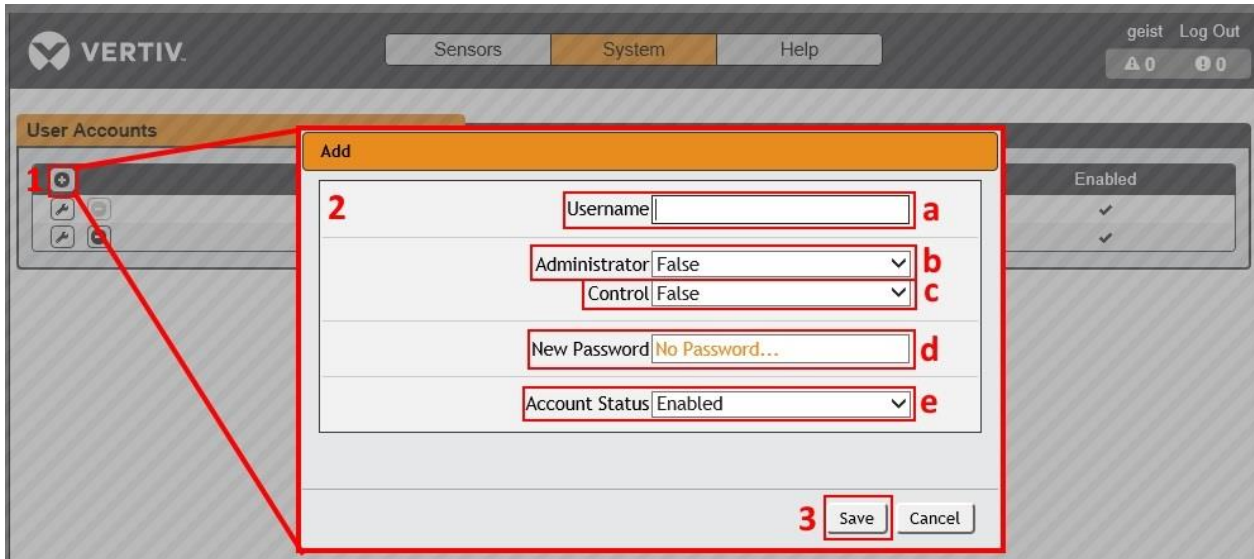 VERTIV.
Sensors System Help
geist Log Out
0 0
User Accounts
1
Enabled
Add
2
Username a
Administrator False b
Control False c
New Password No Password... d
Account Status Enabled e
3 Save Cancel